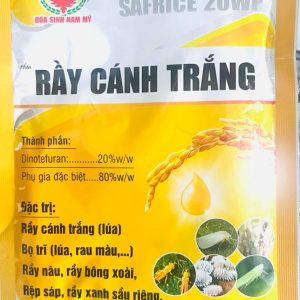 SAFRICE 20WP
HÓA SINH NAM MỸ
RẦY CÁNH TRẮNG
Thành phần:
Dinotefuran:............20%w/w
Phụ gia đặc biệt.....80%w/w
Đặc trị:
Rầy cánh trắng (lúa)
Bọ trĩ (lúa, rau màu,...)
Rầy nâu, rầy bông xoài,
Rệp sáp, rầy xanh sầu riêng.